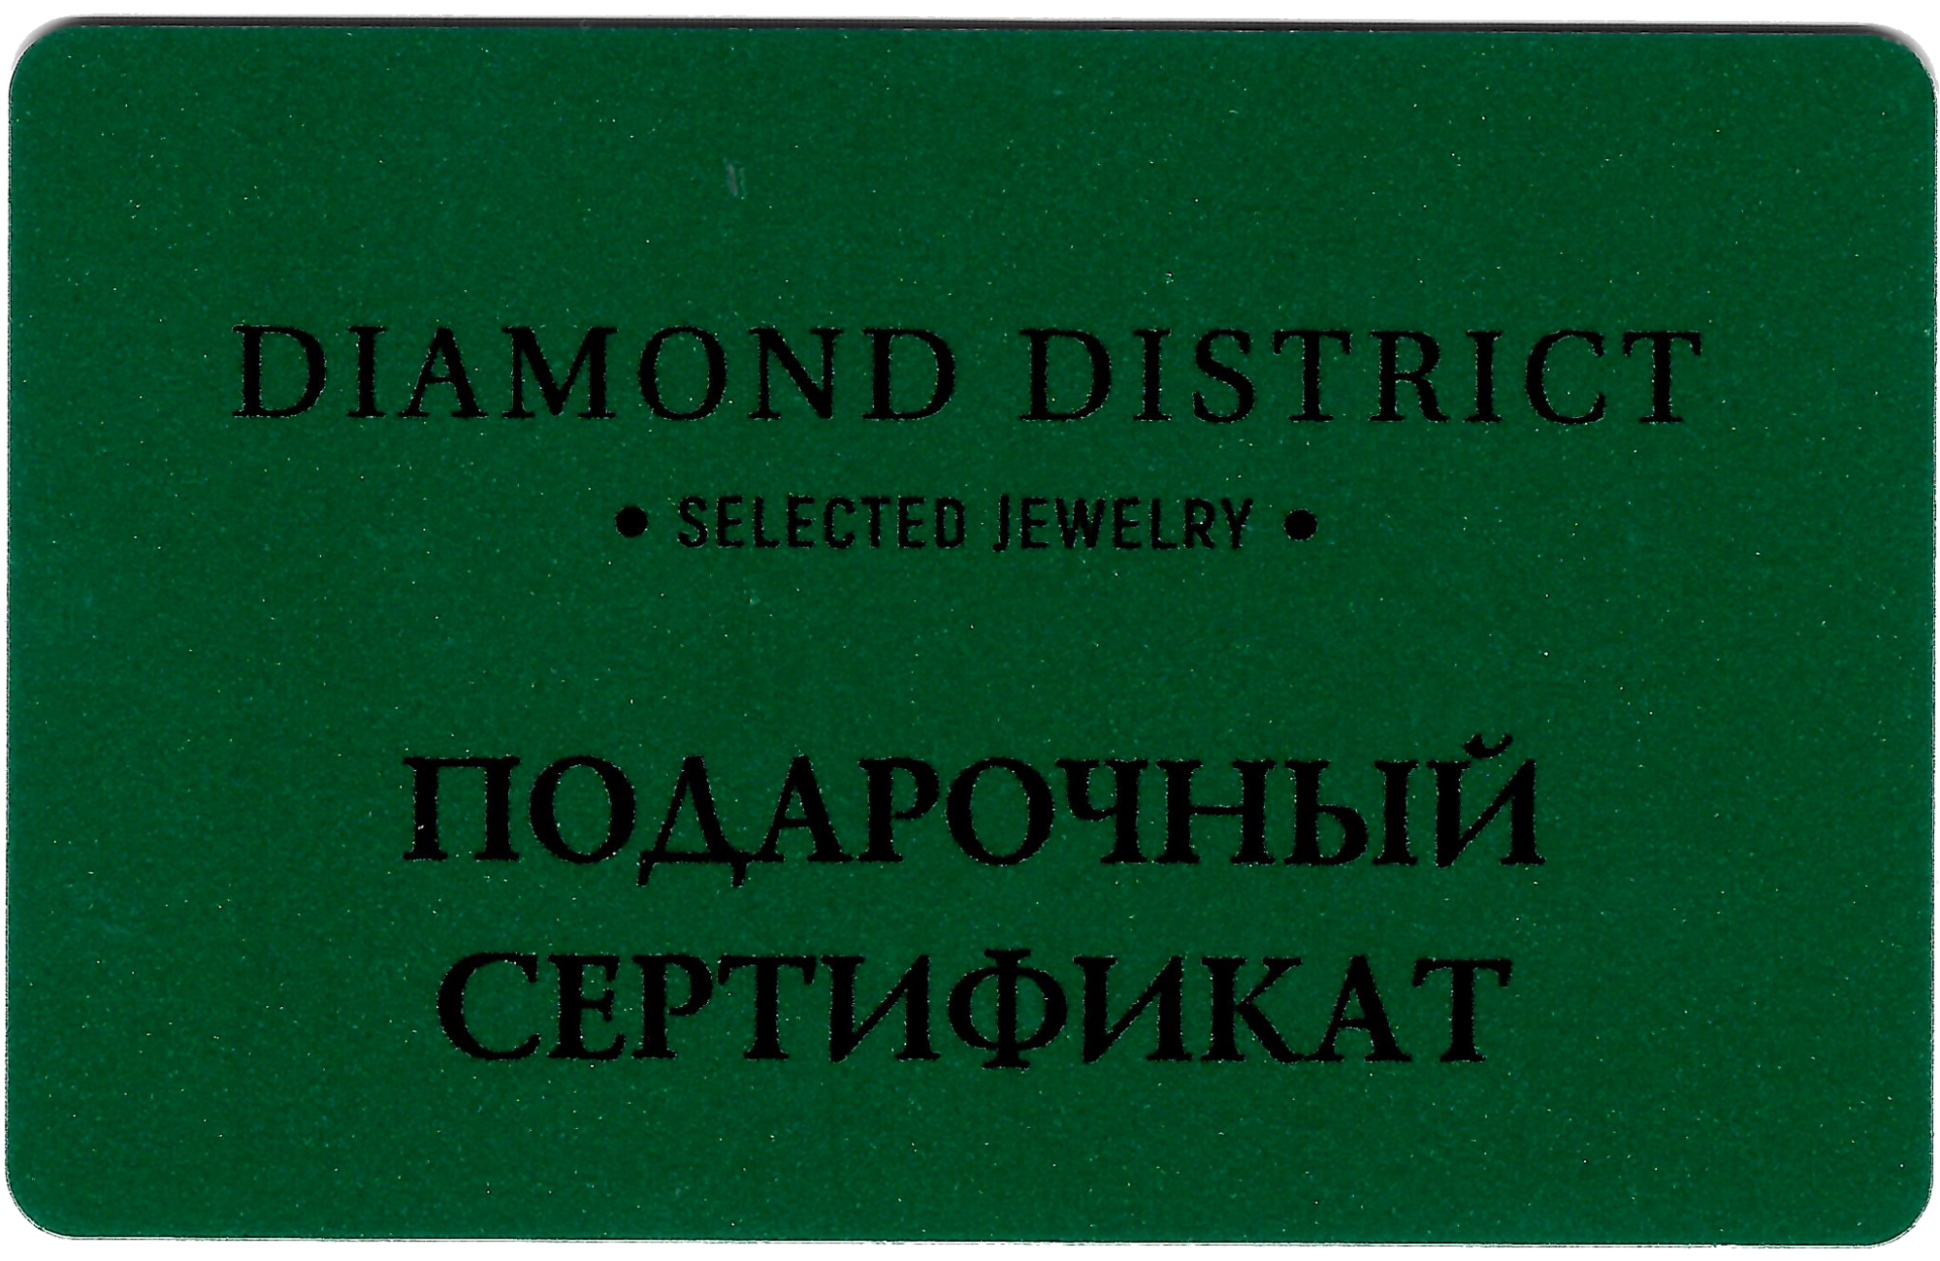 DIAMOND DISTRICT
• SELECTED JEWELRY •
ПОДАРОЧНЫЙ
СЕРТИФИКАТ